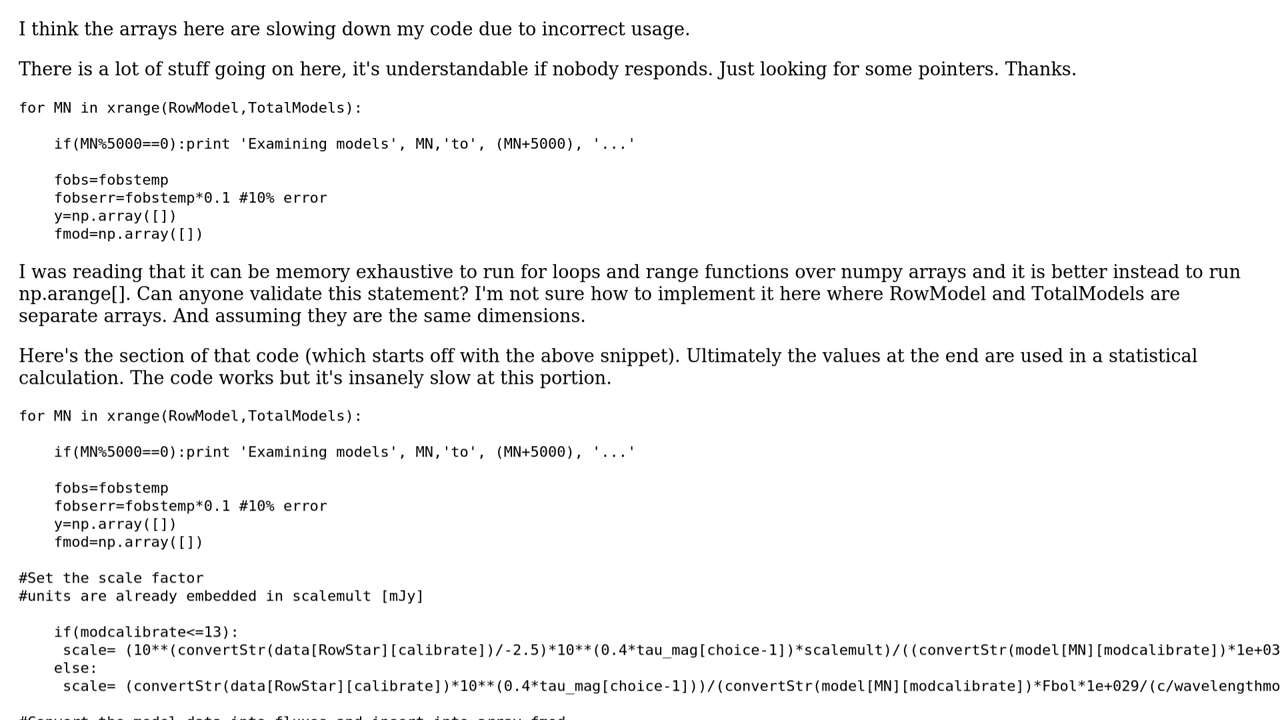 I think the arrays here are slowing down my code due to incorrect usage.
There is a lot of stuff going on here, it's understandable if nobody responds. Just looking for some pointers. Thanks.
for MN in xrange(RowModel,TotalModels):
    if(MN%5000==0):print 'Examining models', MN,'to', (MN+5000), '...'
    fobs=fobstemp
    fobserr=fobstemp*0.1 #10% error
    y=np.array([])
    fmod=np.array([])
I was reading that it can be memory exhaustive to run for loops and range functions over numpy arrays and it is better instead to run
np.arange[]. Can anyone validate this statement? I'm not sure how to implement it here where RowModel and TotalModels are
separate arrays. And assuming they are the same dimensions.
Here's the section of that code (which starts off with the above snippet). Ultimately the values at the end are used in a statistical
calculation. The code works but it's insanely slow at this portion.
for MN in xrange(RowModel,TotalModels):
    if(MN%5000==0):print 'Examining models', MN,'to', (MN+5000), '...'
    fobs=fobstemp
    fobserr=fobstemp*0.1 #10% error
    y=np.array([])
    fmod=np.array([])
#Set the scale factor
#units are already embedded in scalemult [mJy]
    if(modcalibrate<=13):
     scale= (10**(convertStr(data[RowStar][calibrate])/-2.5)*10**(0.4*tau_mag[choice-1])*scalemult)/((convertStr(model[MN][modcalibrate])*1e+03
    else:
     scale= (convertStr(data[RowStar][calibrate])*10**(0.4*tau_mag[choice-1]))/(convertStr(model[MN][modcalibrate])*Fbol*1e+029/(c/wavelengthmo
#Convert the model data into fluxes and insert into array fmod